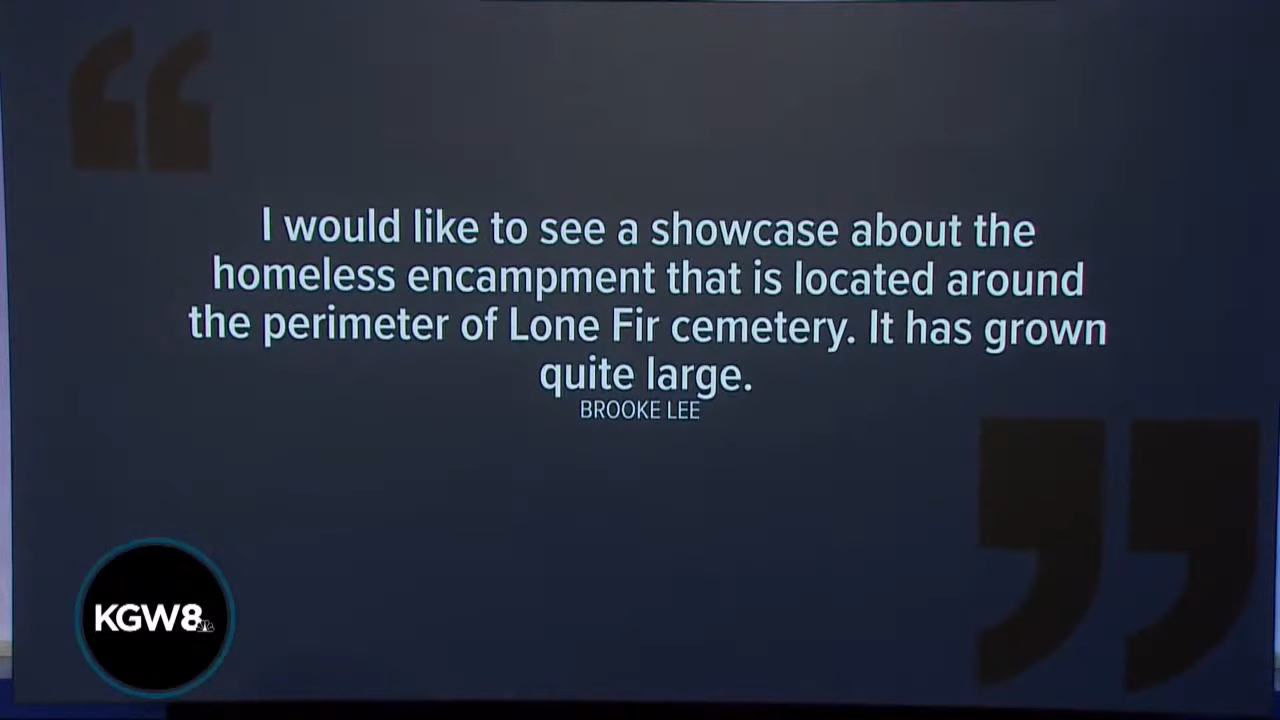 I would like to see a showcase about the
homeless encampment that is located around
the perimeter of Lone Fir cemetery. It has grown
quite large.
BROOKE LEE
KGW8